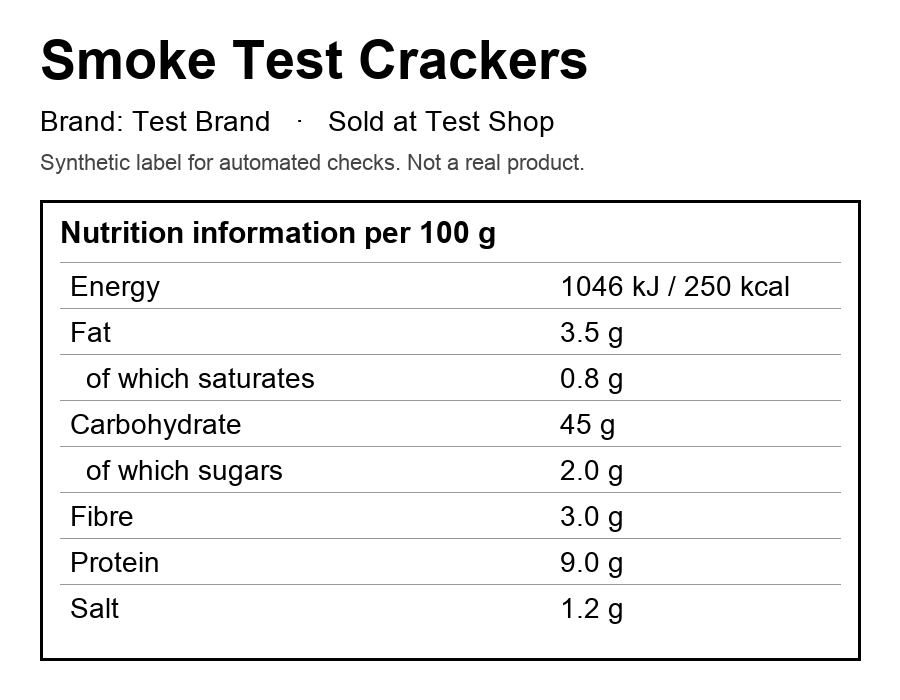 Smoke Test Crackers
Brand: Test Brand · Sold at Test Shop
Synthetic label for automated checks. Not a real product.
Nutrition information per 100 g
Energy 1046 kJ / 250 kcal
Fat 3.5 g
of which saturates 0.8 g
Carbohydrate 45 g
of which sugars 2.0 g
Fibre 3.0 g
Protein 9.0 g
Salt 1.2 g